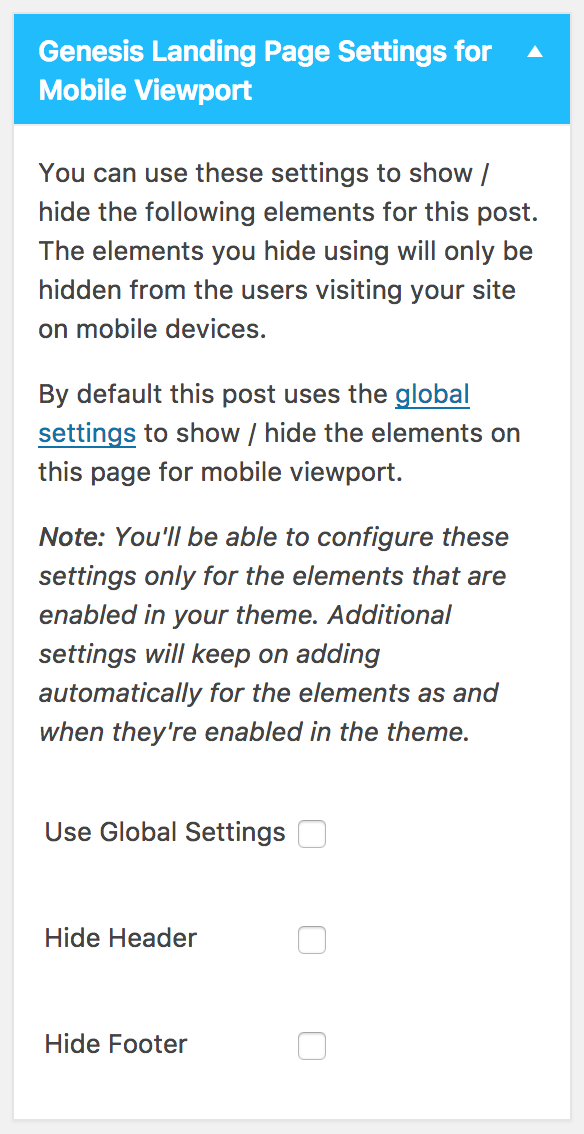 Genesis Landing Page Settings for
Mobile Viewport
You can use these settings to show /
hide the following elements for this post.
The elements you hide using will only be
hidden from the users visiting your site
on mobile devices.
By default this post uses the global
settings to show / hide the elements on
this page for mobile viewport.
Note: You'll be able to configure these
settings only for the elements that are
enabled in your theme. Additional
settings will keep on adding
automatically for the elements as and
when they're enabled in the theme.
Use Global Settings
Hide Header
Hide Footer